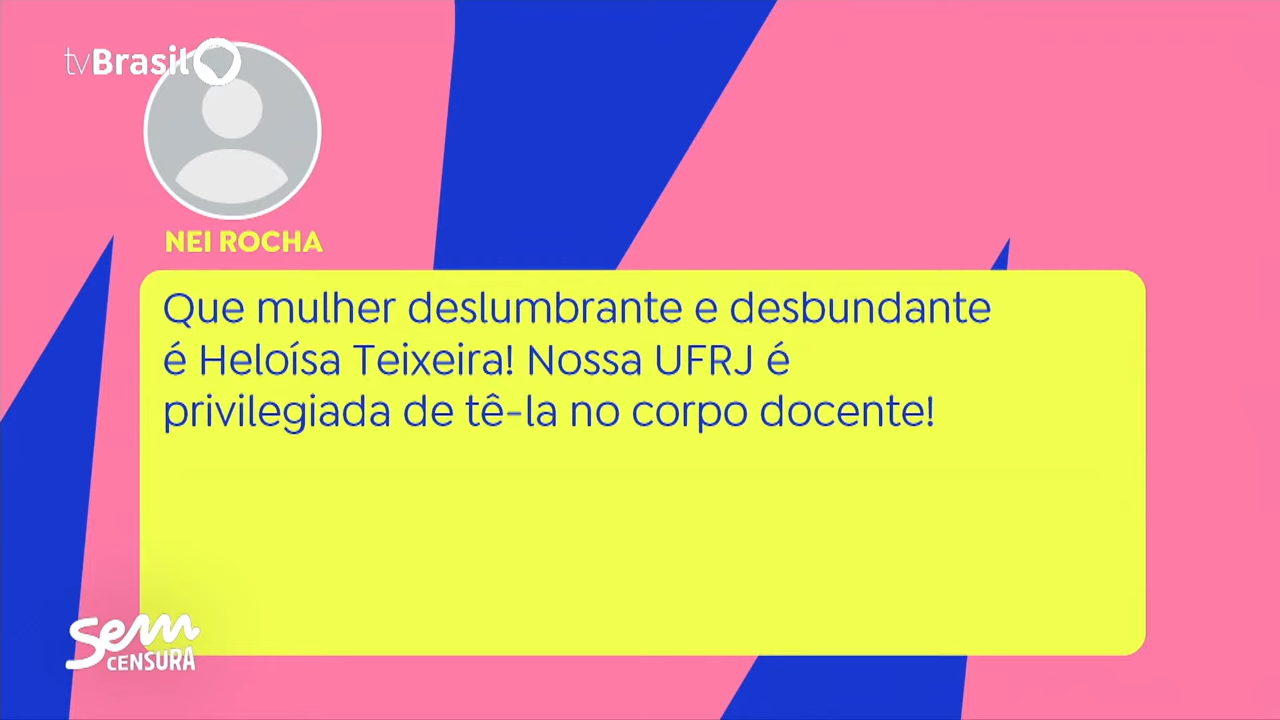 tvBrasil
NEI ROCHA
Que mulher deslumbrante e desbundante
é Heloísa Teixeira! Nossa UFRJ é
privilegiada de tê-la no corpo docente!
Sem
CENSURA